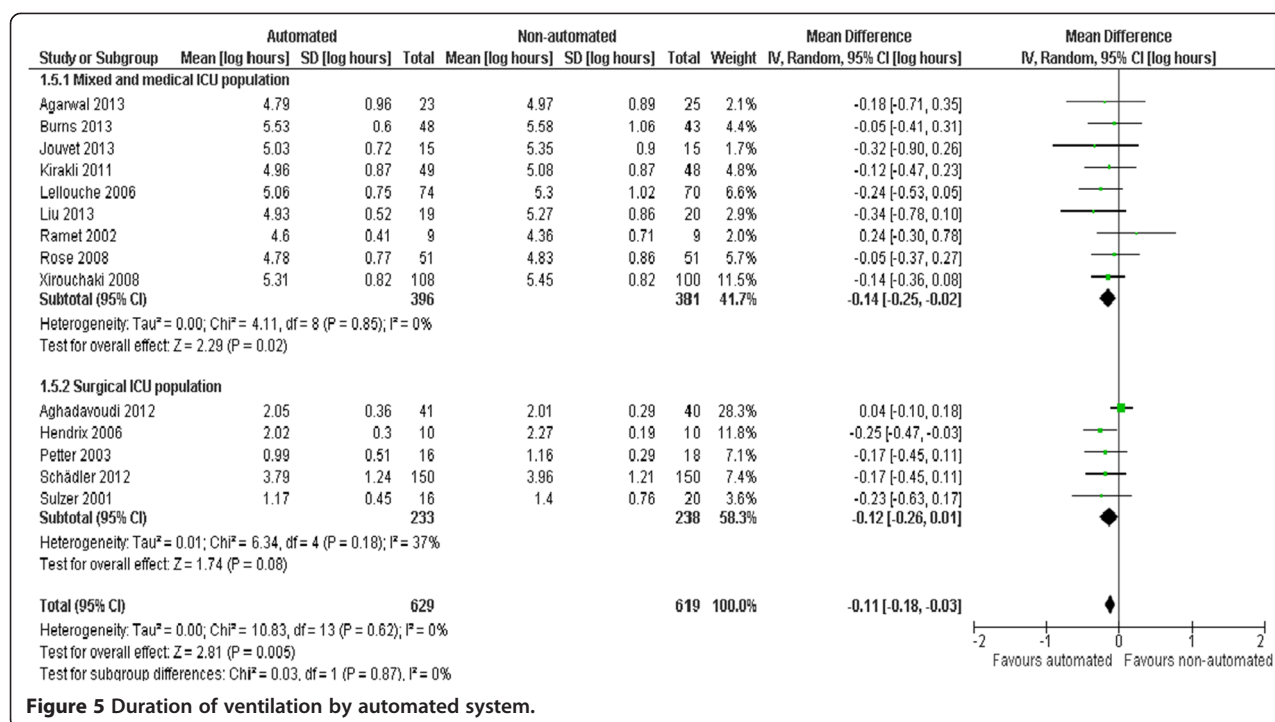 Automated Non-automated Mean Difference Mean Difference
Study or Subgroup Mean [log hours] SD [log hours] Total Mean [log hours] SD [log hours] Total Weight IV, Random, 95% CI [log hours] IV, Random, 95% CI [log hours]
1.5.1 Mixed and medical ICU population
Agarwal 2013 4.79 0.96 23 4.97 0.89 25 2.1% -0.18 [-0.71, 0.35]
Burns 2013 5.53 0.6 48 5.58 1.06 43 4.4% -0.05 [-0.41, 0.31]
Jouvet 2013 5.03 0.72 15 5.35 0.9 15 1.7% -0.32 [-0.90, 0.26]
Kirakli 2011 4.96 0.87 49 5.08 0.87 48 4.8% -0.12 [-0.47, 0.23]
Lellouche 2006 5.06 0.75 74 5.3 1.02 70 6.6% -0.24 [-0.53, 0.05]
Liu 2013 4.93 0.52 19 5.27 0.86 20 2.9% -0.34 [-0.78, 0.10]
Ramet 2002 4.6 0.41 9 4.36 0.71 9 2.0% 0.24 [-0.30, 0.78]
Rose 2008 4.78 0.77 51 4.83 0.86 51 5.7% -0.05 [-0.37, 0.27]
Xirouchaki 2008 5.31 0.82 108 5.45 0.82 100 11.5% -0.14 [-0.36, 0.08]
Subtotal (95% CI) 396 381 41.7% -0.14 [-0.25, -0.02]
Heterogeneity: Tau² = 0.00; Chi² = 4.11, df = 8 (P = 0.85); I² = 0%
Test for overall effect: Z = 2.29 (P = 0.02)
1.5.2 Surgical ICU population
Aghadavoudi 2012 2.05 0.36 41 2.01 0.29 40 28.3% 0.04 [-0.10, 0.18]
Hendrix 2006 2.02 0.3 10 2.27 0.19 10 11.8% -0.25 [-0.47, -0.03]
Petter 2003 0.99 0.51 16 1.16 0.29 18 7.1% -0.17 [-0.45, 0.11]
Schädler 2012 3.79 1.24 150 3.96 1.21 150 7.4% -0.17 [-0.45, 0.11]
Sulzer 2001 1.17 0.45 16 1.4 0.76 20 3.6% -0.23 [-0.63, 0.17]
Subtotal (95% CI) 233 238 58.3% -0.12 [-0.26, 0.01]
Heterogeneity: Tau² = 0.01; Chi² = 6.34, df = 4 (P = 0.18); I² = 37%
Test for overall effect: Z = 1.74 (P = 0.08)
Total (95% CI) 629 619 100.0% -0.11 [-0.18, -0.03]
Heterogeneity: Tau² = 0.00; Chi² = 10.83, df = 13 (P = 0.62); I² = 0%
Test for overall effect: Z = 2.81 (P = 0.005)
Test for subgroup differences: Chi² = 0.03, df = 1 (P = 0.87), I² = 0%
-2 -1 0 1 2
Favours automated Favours non-automated
Figure 5 Duration of ventilation by automated system.